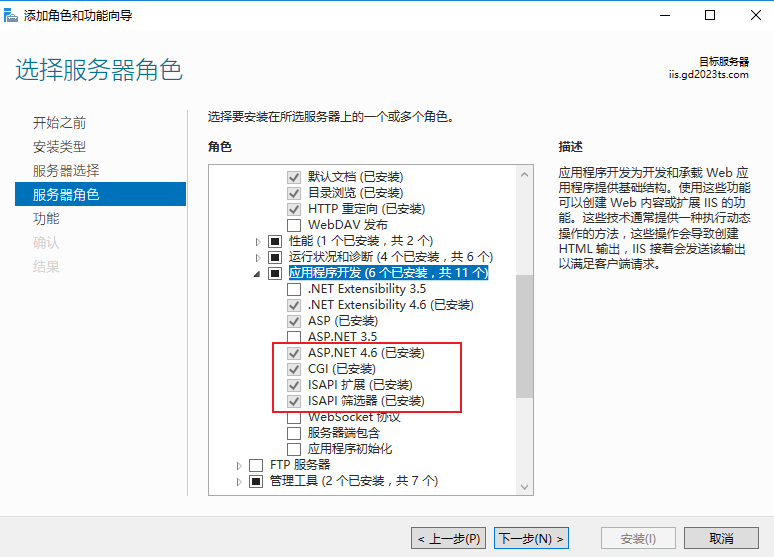 添加角色和功能向导
选择服务器角色
目标服务器
iis.gd2023ts.com
开始之前
安装类型
服务器选择
服务器角色
功能
确认
结果
选择要安装在所选服务器上的一个或多个角色。
角色
默认文档 (已安装)
目录浏览 (已安装)
HTTP 重定向 (已安装)
WebDAV 发布
性能 (1 个已安装，共 2 个)
运行状况和诊断 (4 个已安装，共 6 个)
应用程序开发 (6 个已安装，共 11 个)
.NET Extensibility 3.5
.NET Extensibility 4.6 (已安装)
ASP (已安装)
ASP.NET 3.5
ASP.NET 4.6 (已安装)
CGI (已安装)
ISAPI 扩展 (已安装)
ISAPI 筛选器 (已安装)
WebSocket 协议
服务器端包含
应用程序初始化
FTP 服务器
管理工具 (2 个已安装，共 7 个)
描述
应用程序开发为开发和承载 Web 应
用程序提供基础结构。使用这些功能
可以创建 Web 内容或扩展 IIS 的功
能。这些技术通常提供一种执行动态
操作的方法，这些操作会导致创建
HTML 输出，IIS 接着会发送该输出
以满足客户端请求。
< 上一步(P)
下一步(N) >
安装(I)
取消